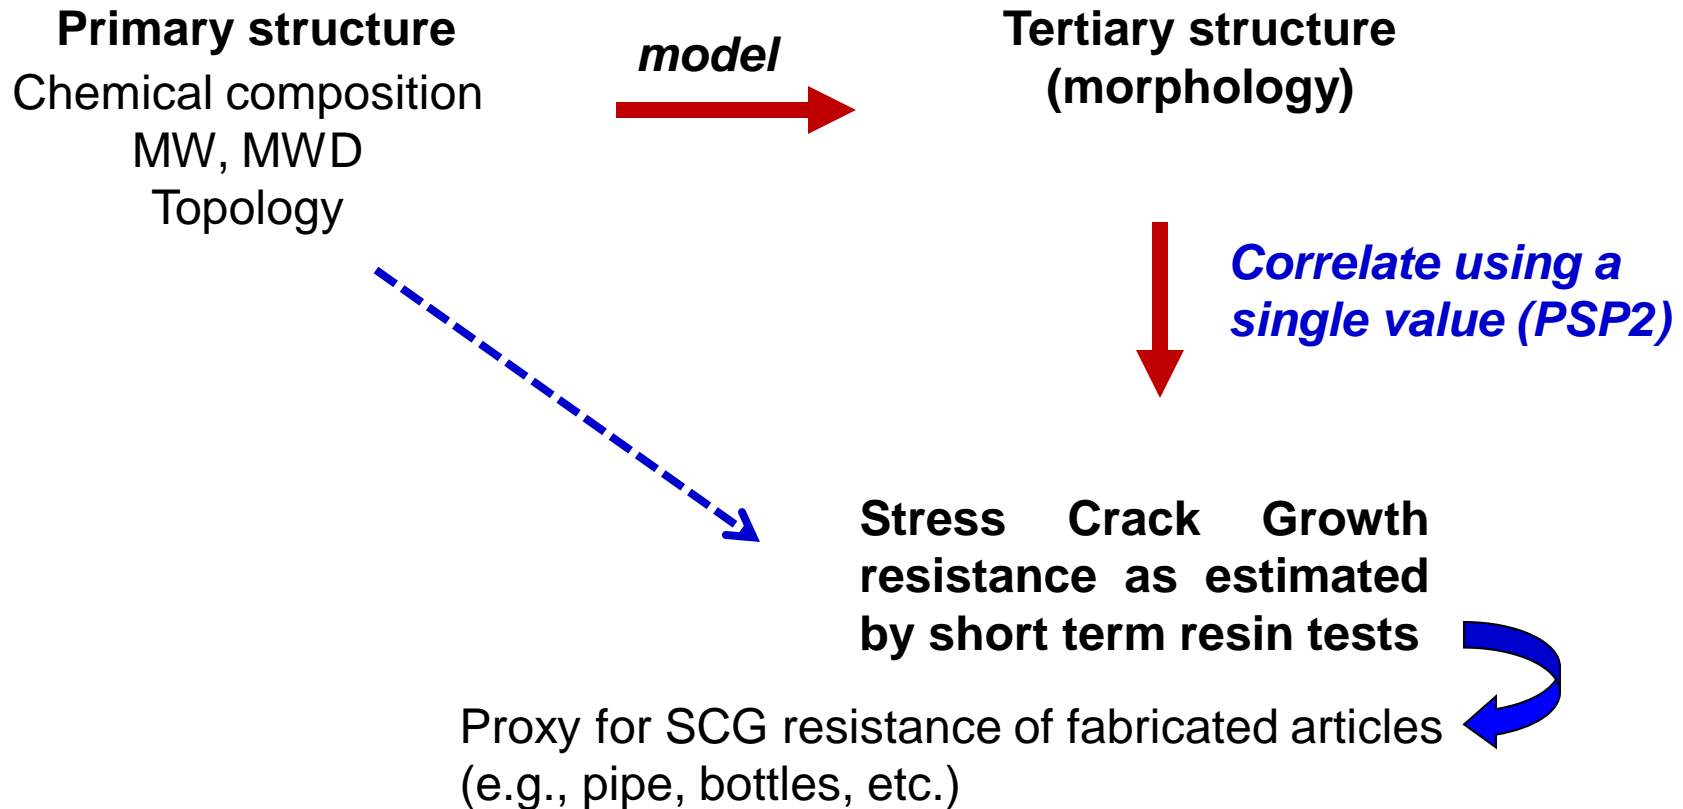 Primary structure
Chemical composition
MW, MWD
Topology
model
Tertiary structure
(morphology)
Correlate using a
single value (PSP2)
Stress Crack Growth
resistance as estimated
by short term resin tests
Proxy for SCG resistance of fabricated articles
(e.g., pipe, bottles, etc.)